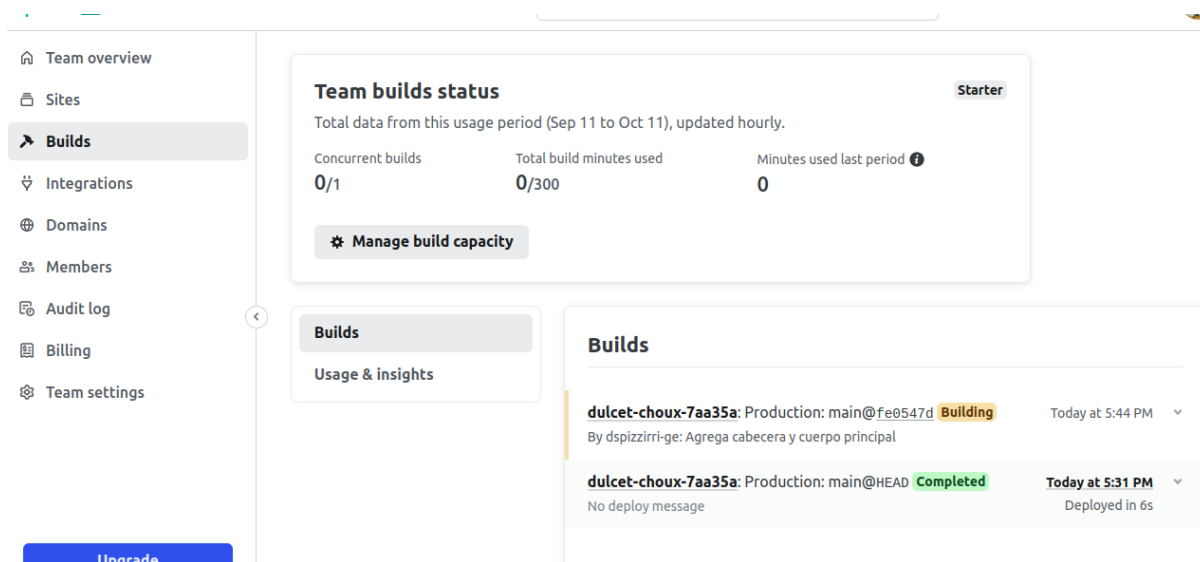 Team overview
Sites
Builds
Integrations
Domains
Members
Audit log
Billing
Team settings
Upgrade
Team builds status
Starter
Total data from this usage period (Sep 11 to Oct 11), updated hourly.
Concurrent builds
0/1
Total build minutes used
0/300
Minutes used last period
0
Manage build capacity
Builds
Usage & insights
Builds
dulcet-choux-7aa35a: Production: main@fe0547d Building Today at 5:44 PM
By dspizzirri-ge: Agrega cabecera y cuerpo principal
dulcet-choux-7aa35a: Production: main@HEAD Completed Today at 5:31 PM
No deploy message Deployed in 6s